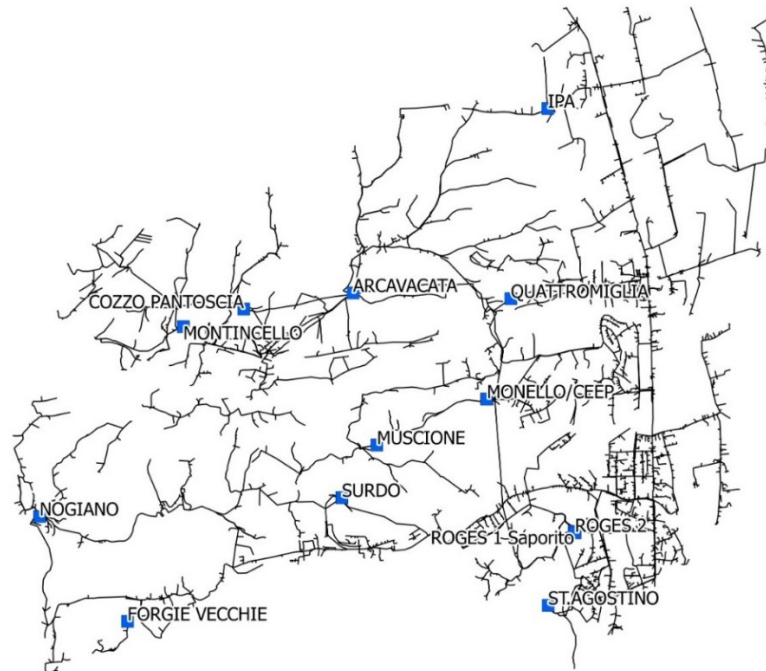 IPA
ARCAVACATA
QUATTROMIGLIA
COZZO PANTOSCIA
MONTINCELLO
MONELLO/CEEP
MUSCIONE
SURDO
NOGIANO
ROGES 2
ROGES 1-Saporito
ST.AGOSTINO
FORGIE VECCHIE